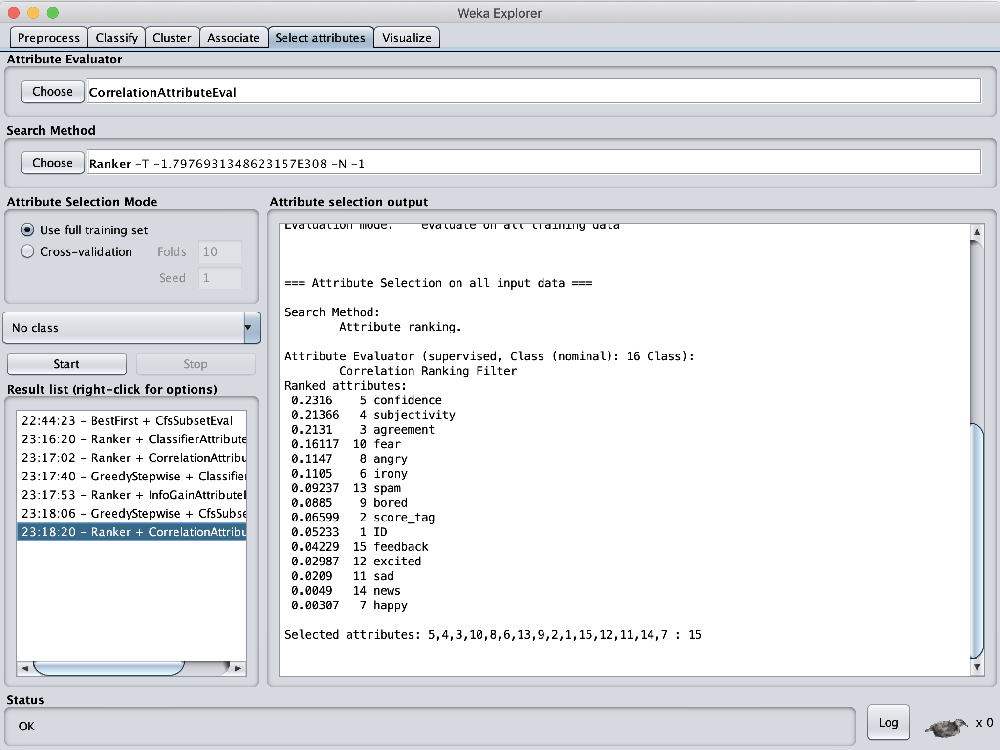 Weka Explorer
Preprocess Classify Cluster Associate Select attributes Visualize
Attribute Evaluator
Choose CorrelationAttributeEval
Search Method
Choose Ranker -T -1.7976931348623157E308 -N -1
Attribute Selection Mode
Use full training set
Cross-validation Folds 10
Seed 1
No class
Start Stop
Result list (right-click for options)
22:44:23 - BestFirst + CfsSubsetEval
23:16:20 - Ranker + ClassifierAttribute
23:17:02 - Ranker + CorrelationAttribu
23:17:40 - GreedyStepwise + Classifier
23:17:53 - Ranker + InfoGainAttributeE
23:18:06 - GreedyStepwise + CfsSubse
23:18:20 - Ranker + CorrelationAttribu
Attribute selection output
Evaluation mode:    evaluate on all training data
=== Attribute Selection on all input data ===
Search Method:
Attribute ranking.
Attribute Evaluator (supervised, Class (nominal): 16 Class):
Correlation Ranking Filter
Ranked attributes:
0.2316    5 confidence
0.21366   4 subjectivity
0.2131    3 agreement
0.16117  10 fear
0.1147    8 angry
0.1105    6 irony
0.09237  13 spam
0.0885    9 bored
0.06599   2 score_tag
0.05233   1 ID
0.04229  15 feedback
0.02987  12 excited
0.0209   11 sad
0.0049   14 news
0.00307   7 happy
Selected attributes: 5,4,3,10,8,6,13,9,2,1,15,12,11,14,7 : 15
Status
OK
Log x 0